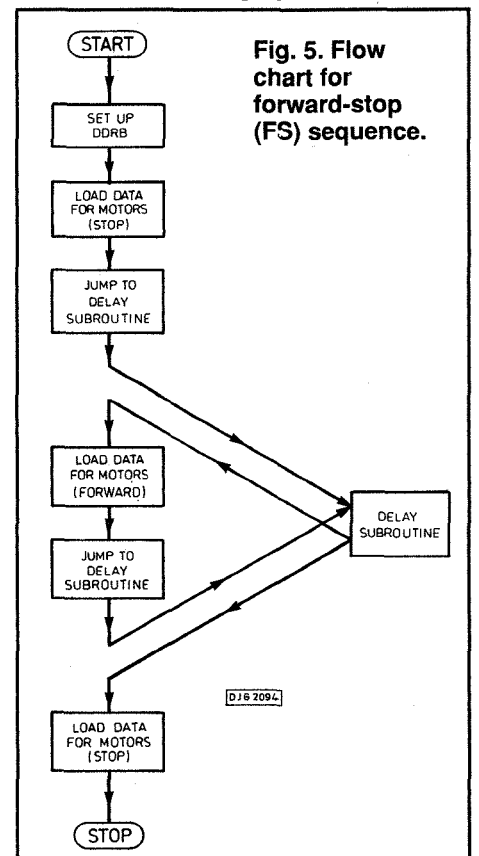 START
Fig. 5. Flow
chart for
forward-stop
(FS) sequence.
SET UP
DDRB
LOAD DATA
FOR MOTORS
(STOP)
JUMP TO
DELAY
SUBROUTINE
LOAD DATA
FOR MOTORS
(FORWARD)
DELAY
SUBROUTINE
JUMP TO
DELAY
SUBROUTINE
DJ6 2094
LOAD DATA
FOR MOTORS
(STOP)
STOP